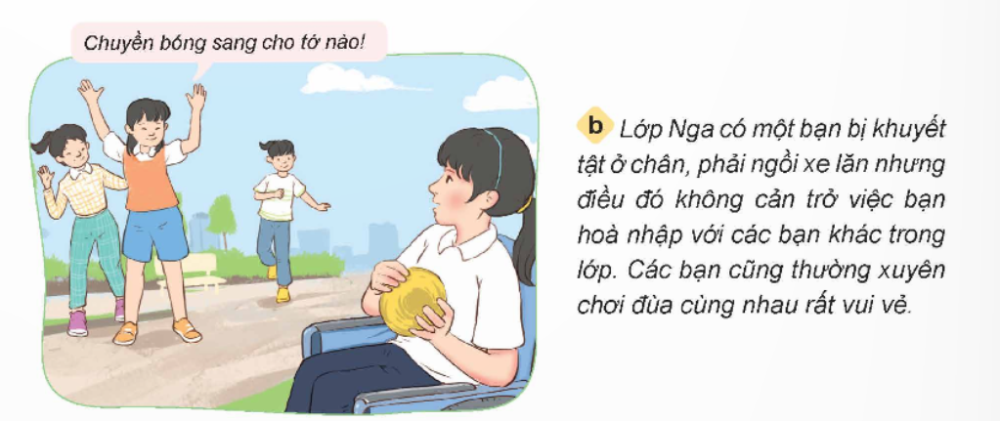 Chuyền bóng sang cho tớ nào!
b Lớp Nga có một bạn bị khuyết
tật ở chân, phải ngồi xe lăn nhưng
điều đó không cản trở việc bạn
hoà nhập với các bạn khác trong
lớp. Các bạn cũng thường xuyên
chơi đùa cùng nhau rất vui vẻ.